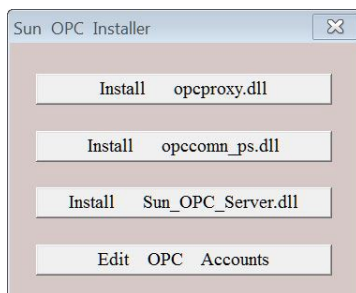 Sun OPC Installer
Install opcproxy.dll
Install opccomn_ps.dll
Install Sun_OPC_Server.dll
Edit OPC Accounts